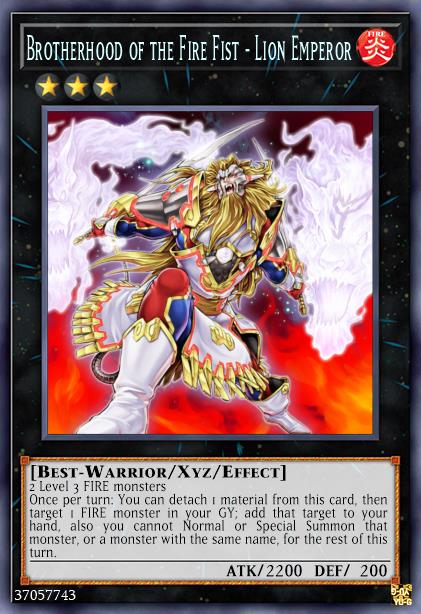 Brotherhood of the Fire Fist - Lion Emperor
FIRE
炎
[Best-Warrior/Xyz/Effect]
2 Level 3 FIRE monsters
Once per turn: You can detach 1 material from this card, then
target 1 FIRE monster in your GY; add that target to your
hand, also you cannot Normal or Special Summon that
monster, or a monster with the same name, for the rest of this
turn.
ATK/2200 DEF/ 200
37057743